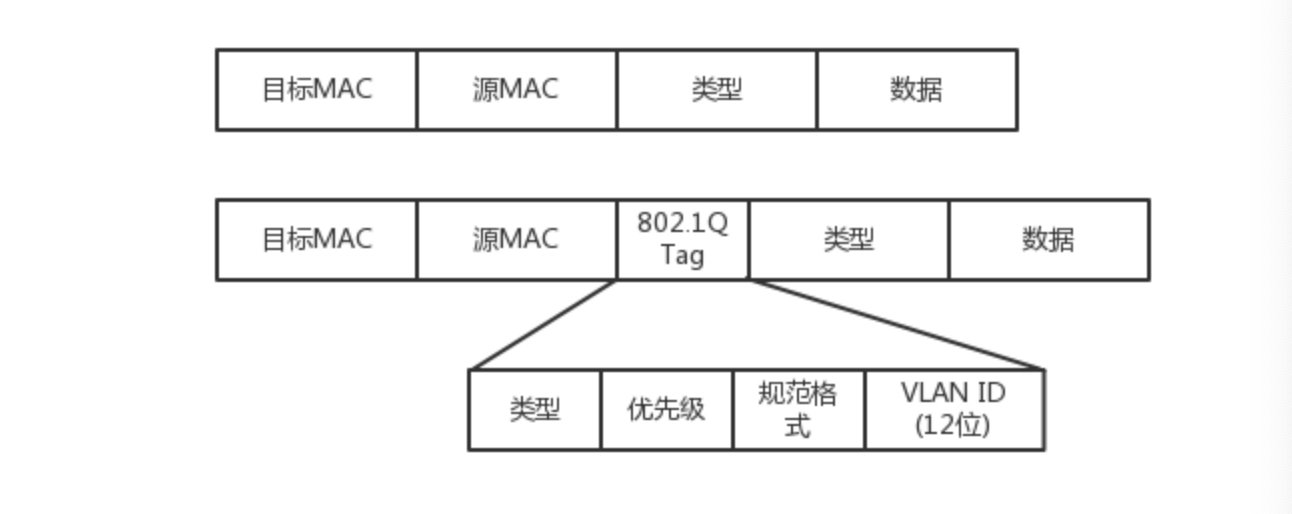 目标MAC 源MAC 类型 数据
目标MAC 源MAC 802.1Q Tag 类型 数据
类型 优先级 规范格式 VLAN ID (12位)